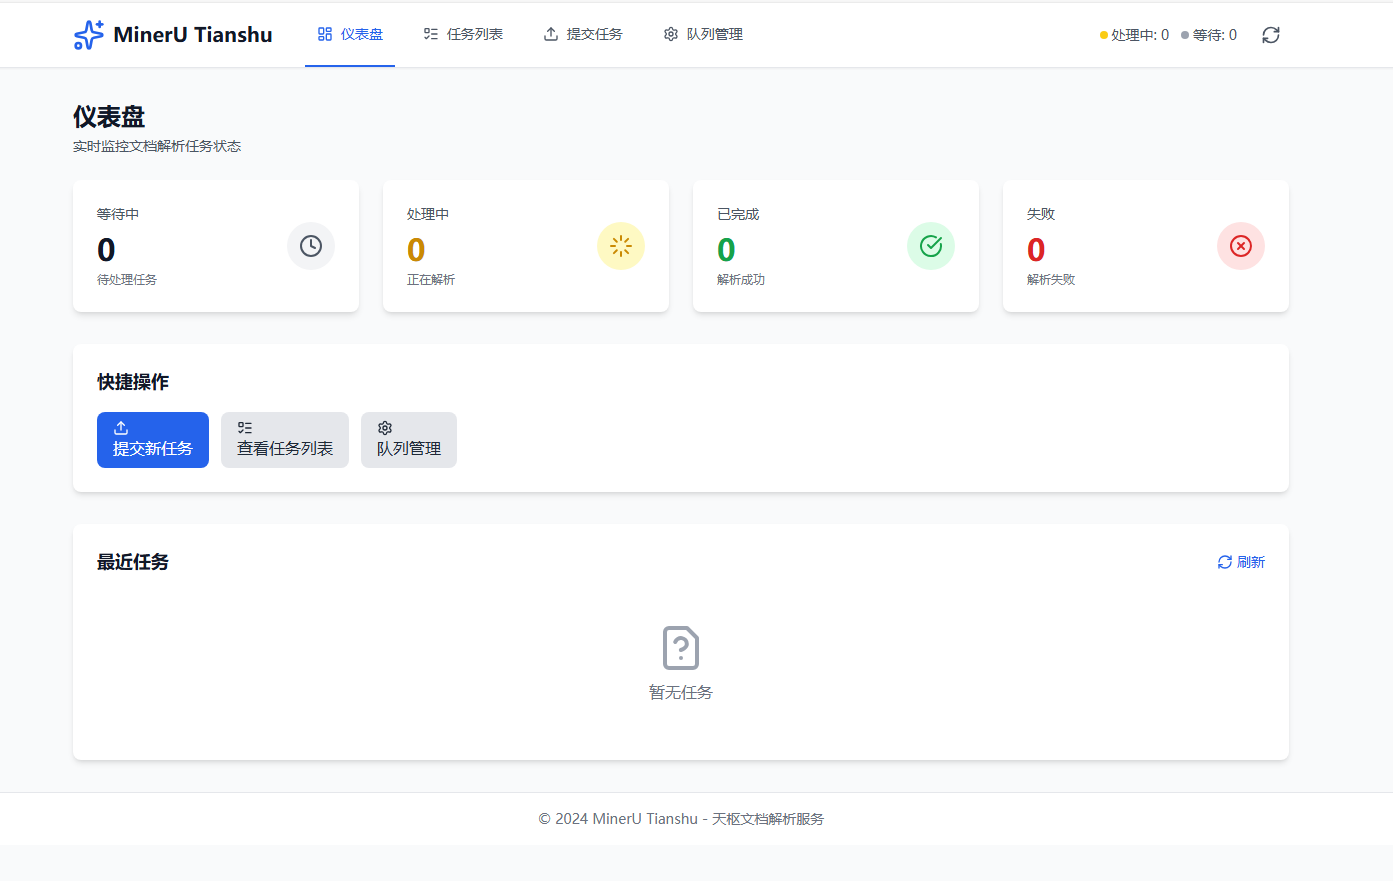 MinerU Tianshu
仪表盘
任务列表
提交任务
队列管理
处理中: 0
等待: 0
仪表盘
实时监控文档解析任务状态
等待中
0
待处理任务
处理中
0
正在解析
已完成
0
解析成功
失败
0
解析失败
快捷操作
提交新任务
查看任务列表
队列管理
最近任务
刷新
暂无任务
© 2024 MinerU Tianshu - 天枢文档解析服务